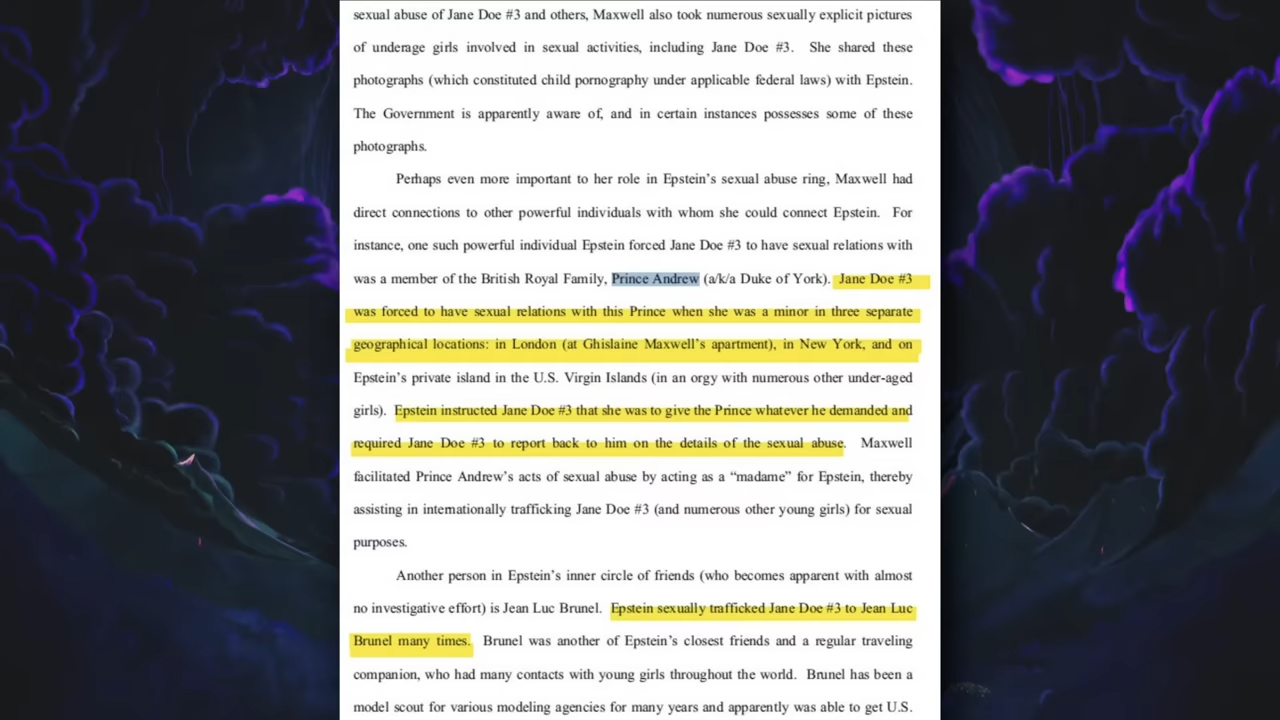 sexual abuse of Jane Doe #3 and others, Maxwell also took numerous sexually explicit pictures
of underage girls involved in sexual activities, including Jane Doe #3. She shared these
photographs (which constituted child pornography under applicable federal laws) with Epstein.
The Government is apparently aware of, and in certain instances possesses some of these
photographs.
Perhaps even more important to her role in Epstein's sexual abuse ring, Maxwell had
direct connections to other powerful individuals with whom she could connect Epstein. For
instance, one such powerful individual Epstein forced Jane Doe #3 to have sexual relations with
was a member of the British Royal Family, Prince Andrew (a/k/a Duke of York). Jane Doe #3
was forced to have sexual relations with this Prince when she was a minor in three separate
geographical locations: in London (at Ghislaine Maxwell's apartment), in New York, and on
Epstein's private island in the U.S. Virgin Islands (in an orgy with numerous other under-aged
girls). Epstein instructed Jane Doe #3 that she was to give the Prince whatever he demanded and
required Jane Doe #3 to report back to him on the details of the sexual abuse. Maxwell
facilitated Prince Andrew's acts of sexual abuse by acting as a “madame” for Epstein, thereby
assisting in internationally trafficking Jane Doe #3 (and numerous other young girls) for sexual
purposes.
Another person in Epstein's inner circle of friends (who becomes apparent with almost
no investigative effort) is Jean Luc Brunel. Epstein sexually trafficked Jane Doe #3 to Jean Luc
Brunel many times. Brunel was another of Epstein's closest friends and a regular traveling
companion, who had many contacts with young girls throughout the world. Brunel has been a
model scout for various modeling agencies for many years and apparently was able to get U.S.